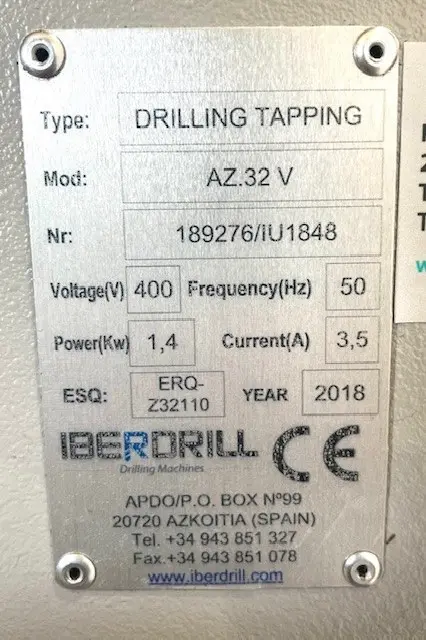 Type: DRILLING TAPPING
Mod: AZ.32 V
Nr: 189276/IU1848
Voltage(V) 400 Frequency(Hz) 50
Power(Kw) 1,4 Current(A) 3,5
ESQ: ERQ-
Z32110 YEAR 2018
IBERDRILL CE
Drilling Machines
APDO/P.O. BOX Nº99
20720 AZKOITIA (SPAIN)
Tel. +34 943 851 327
Fax.+34 943 851 078
www.iberdrill.com